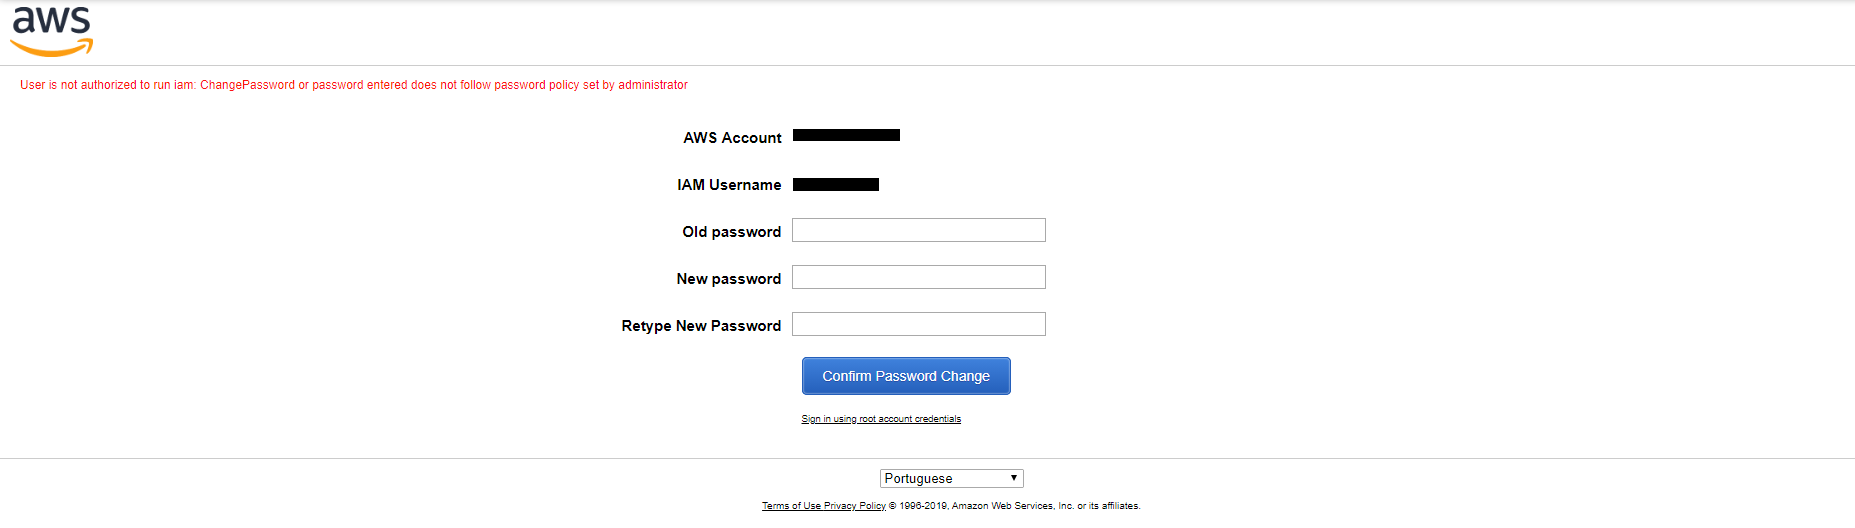 aws
User is not authorized to run iam: ChangePassword or password entered does not follow password policy set by administrator
AWS Account
IAM Username
Old password
New password
Retype New Password
Confirm Password Change
Sign in using root account credentials
Portuguese
Terms of Use Privacy Policy © 1996-2019, Amazon Web Services, Inc. or its affiliates.